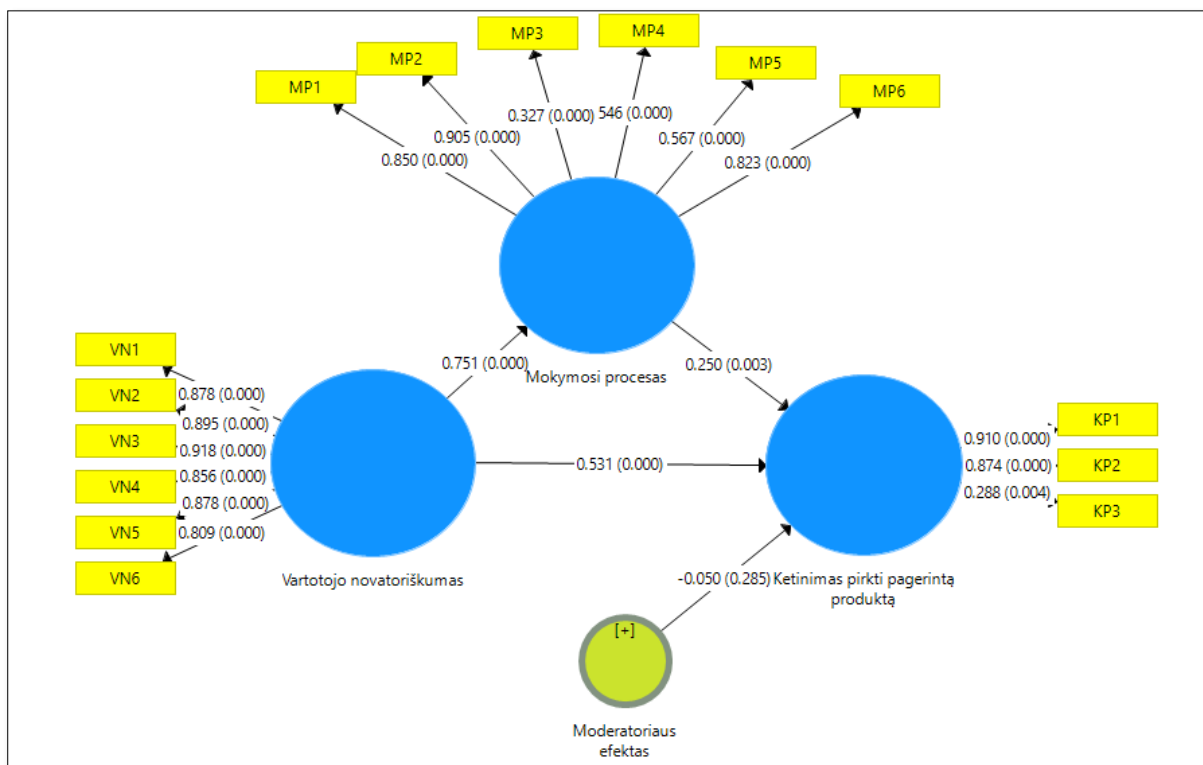 MP3
MP4
MP2
MP5
MP1
MP6
0.327 (0.000)
546 (0.000)
0.905 (0.000)
0.567 (0.000)
0.850 (0.000)
0.823 (0.000)
VN1
0.751 (0.000)
0.250 (0.003)
Mokymosi procesas
VN2
0.878 (0.000)
0.895 (0.000)
VN3
0.918 (0.000)
0.856 (0.000)
VN4
0.878 (0.000)
VN5
0.809 (0.000)
VN6
0.531 (0.000)
KP1
0.910 (0.000)
KP2
0.874 (0.000)
0.288 (0.004)
KP3
Vartotojo novatoriškumas
-0.050 (0.285)
Ketinimas pirkti pagerintą
produktą
[+]
Moderatoriaus
efektas